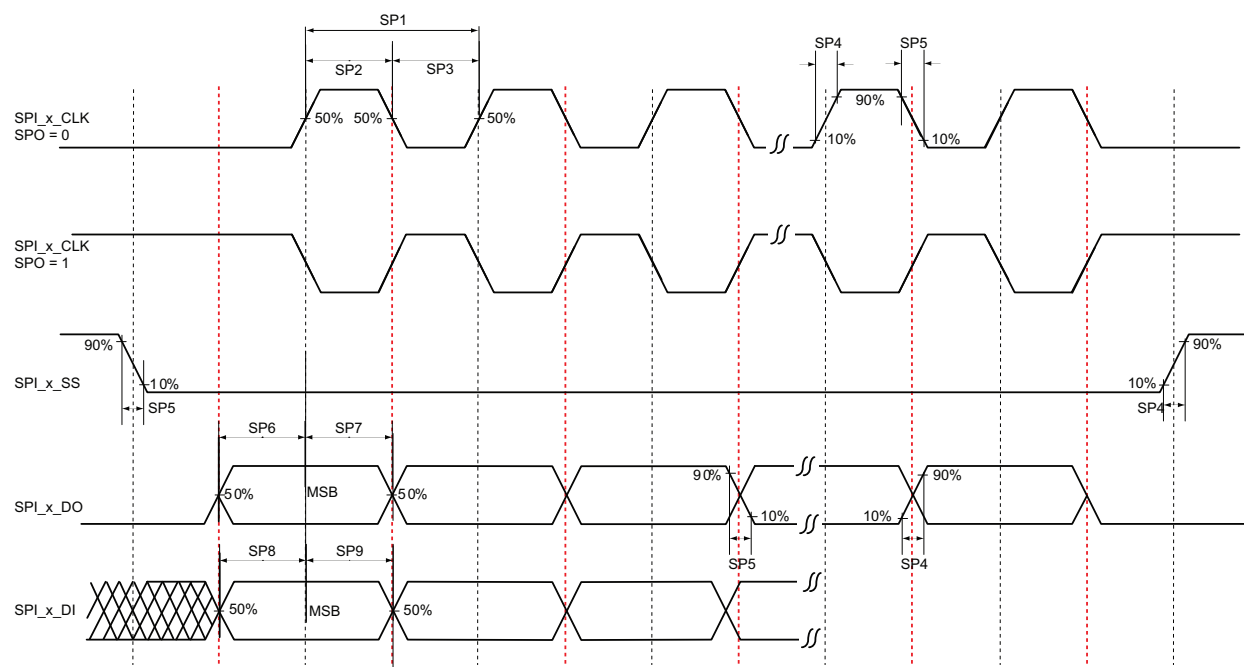 SP1
SP4
SP5
SP2
SP3
SPI_x_CLK
SPO = 0
50%
50%
50%
90%
10%
10%
SPI_x_CLK
SPO = 1
90%
90%
SPI_x_SS
10%
10%
SP5
SP4
SP6
SP7
90%
90%
50%
MSB
50%
SPI_x_DO
10%
10%
SP8
SP9
SP5
SP4
SPI_x_DI
50%
MSB
50%